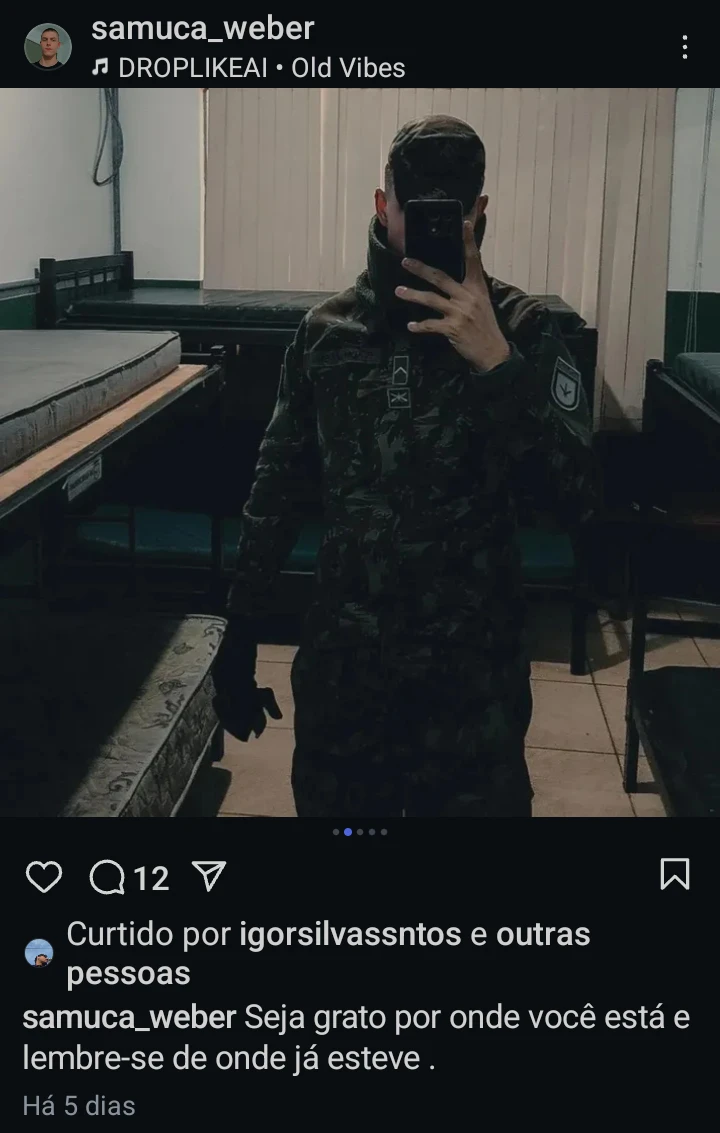 samuca_weber
DROPLIKEAI • Old Vibes
12
Curtido por igorsilvassntos e outras
pessoas
samuca_weber Seja grato por onde você está e
lembre-se de onde já esteve .
Há 5 dias